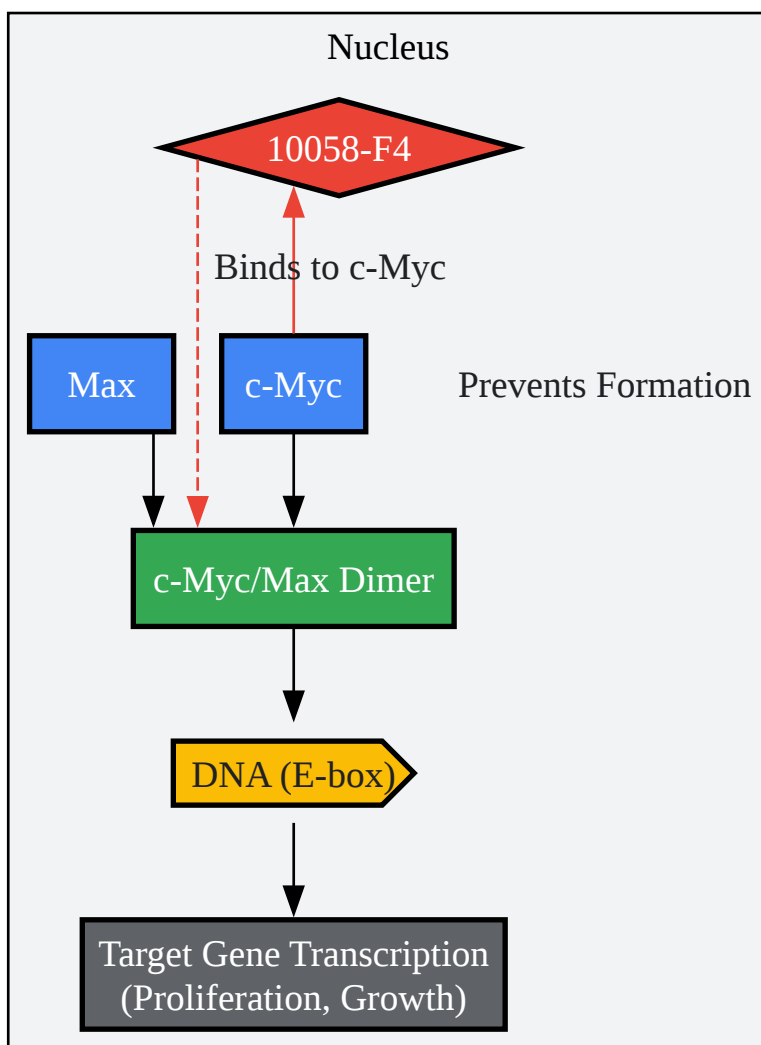 Nucleus
10058-F4
Binds to c-Myc
Max
c-Myc
Prevents Formation
c-Myc/Max Dimer
DNA (E-box)
Target Gene Transcription
(Proliferation, Growth)